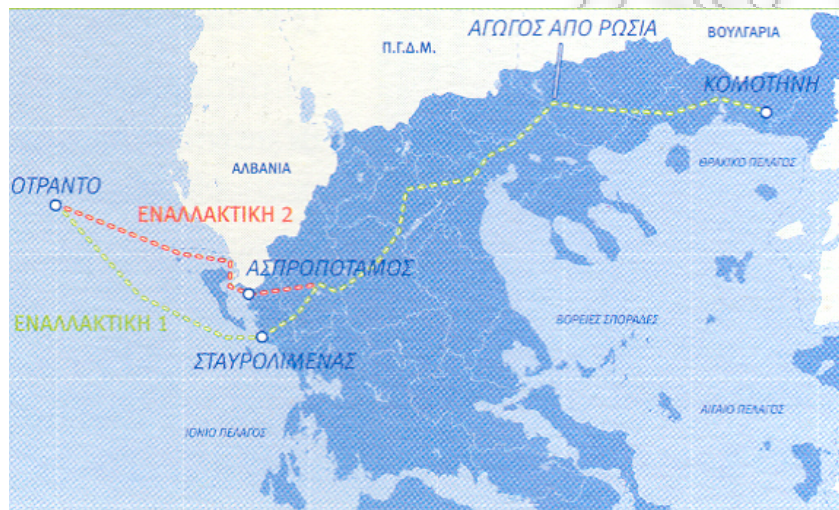 ΑΓΩΓΟΣ ΑΠΟ ΡΩΣΙΑ
ΒΟΥΛΓΑΡΙΑ
Π.Γ.Δ.Μ.
ΚΟΜΟΤΗΝΗ
ΘΡΑΚΙΚΟ ΠΕΛΑΓΟΣ
ΑΛΒΑΝΙΑ
ΟΤΡΑΝΤΟ
ΕΝΑΛΛΑΚΤΙΚΗ 2
ΑΣΠΡΟΠΟΤΑΜΟΣ
ΕΝΑΛΛΑΚΤΙΚΗ 1
ΒΟΡΕΙΕΣ ΣΠΟΡΑΔΕΣ
ΣΤΑΥΡΟΛΙΜΕΝΑΣ
ΑΙΓΑΙΟ ΠΕΛΑΓΟΣ
ΙΟΝΙΟ ΠΕΛΑΓΟΣ